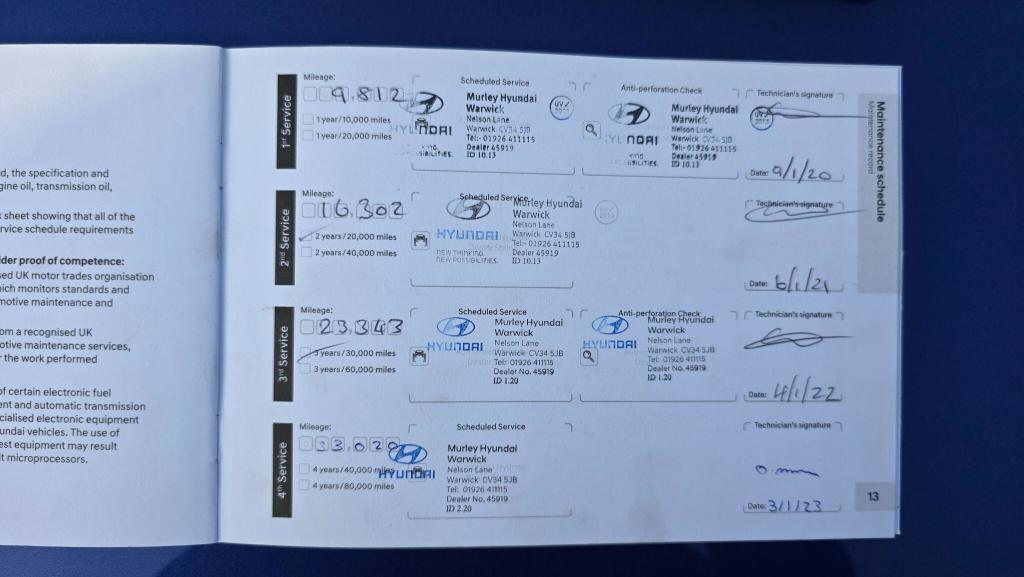 d, the specification and
gine oil, transmission oil,
sheet showing that all of the
rvice schedule requirements
der proof of competence:
sed UK motor trades organisation
hich monitors standards and
motive maintenance and
om a recognised UK
otive maintenance services,
r the work performed
of certain electronic fuel
ent and automatic transmission
cialised electronic equipment
undai vehicles. The use of
est equipment may result
it microprocessors.
Maintenance schedule
Maintenance record
1st Service
Mileage:
9,812
1 year/10,000 miles
1 year/20,000 miles
Scheduled Service
HYUNDAI
Murley Hyundai
Warwick
Nelson Lane
Warwick CV34 5JB
Tel:- 01926 411115
Dealer 45919
ID 10.13
Anti-perforation Check
HYUNDAI
Murley Hyundai
Warwick
Nelson Lane
Warwick CV34 5JB
Tel:- 01926 411115
Dealer 45919
ID 10.13
Technician's signature
Date: 9/1/20
2nd Service
Mileage:
16,302
2 years/20,000 miles
2 years/40,000 miles
Scheduled Service
HYUNDAI
NEW THINKING.
NEW POSSIBILITIES.
Murley Hyundai
Warwick
Nelson Lane
Warwick CV34 5JB
Tel:- 01926 411115
Dealer 45919
ID 10.13
Technician's signature
Date: 6/1/21
3rd Service
Mileage:
23,343
3 years/30,000 miles
3 years/60,000 miles
Scheduled Service
HYUNDAI
Murley Hyundai
Warwick
Nelson Lane
Warwick CV34 5JB
Tel: 01926 411115
Dealer No. 45919
ID 1.20
Anti-perforation Check
HYUNDAI
Murley Hyundai
Warwick
Nelson Lane
Warwick CV34 5JB
Tel: 01926 411115
Dealer No. 45919
ID 1.20
Technician's signature
Date: 4/1/22
4th Service
Mileage:
33,020
4 years/40,000 miles
4 years/80,000 miles
Scheduled Service
HYUNDAI
Murley Hyundai
Warwick
Nelson Lane
Warwick CV34 5JB
Tel: 01926 411115
Dealer No. 45919
ID 2.20
Technician's signature
Date: 3/1/23
13